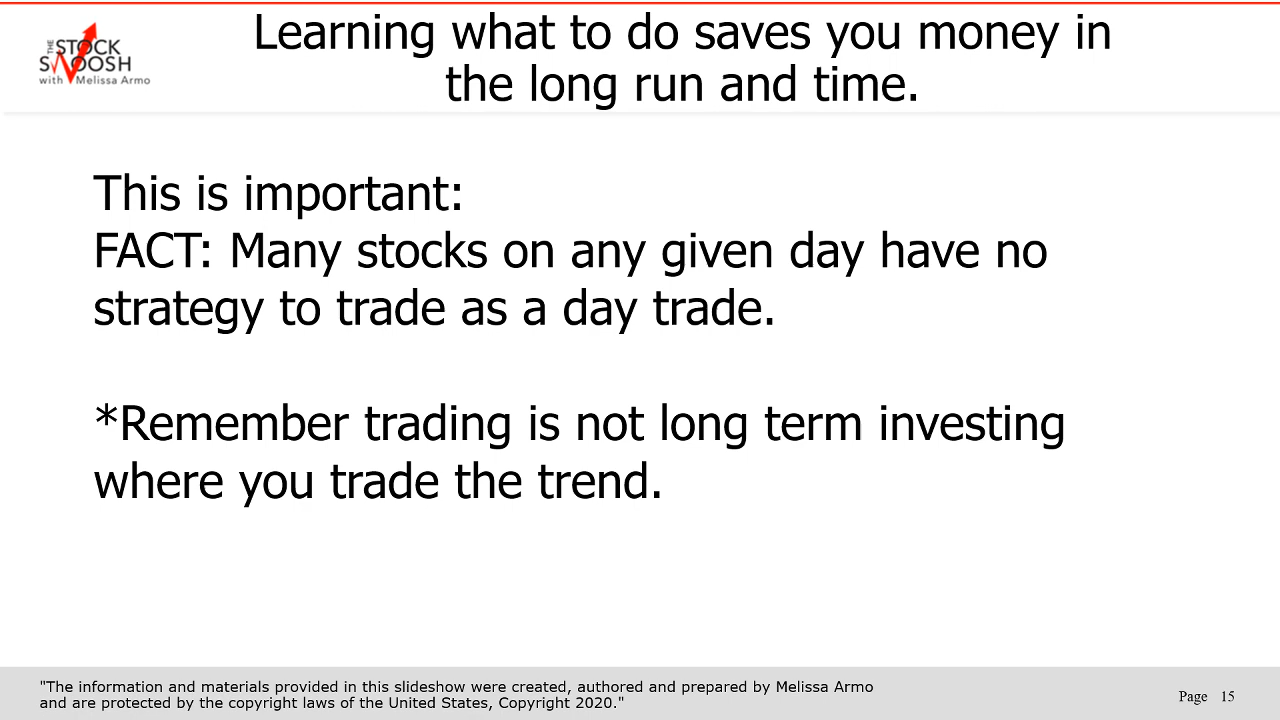 THE STOCK
SWOOSH
with Melissa Armo
Learning what to do saves you money in
the long run and time.
This is important:
FACT: Many stocks on any given day have no
strategy to trade as a day trade.
*Remember trading is not long term investing
where you trade the trend.
"The information and materials provided in this slideshow were created, authored and prepared by Melissa Armo
and are protected by the copyright laws of the United States, Copyright 2020."
Page 15